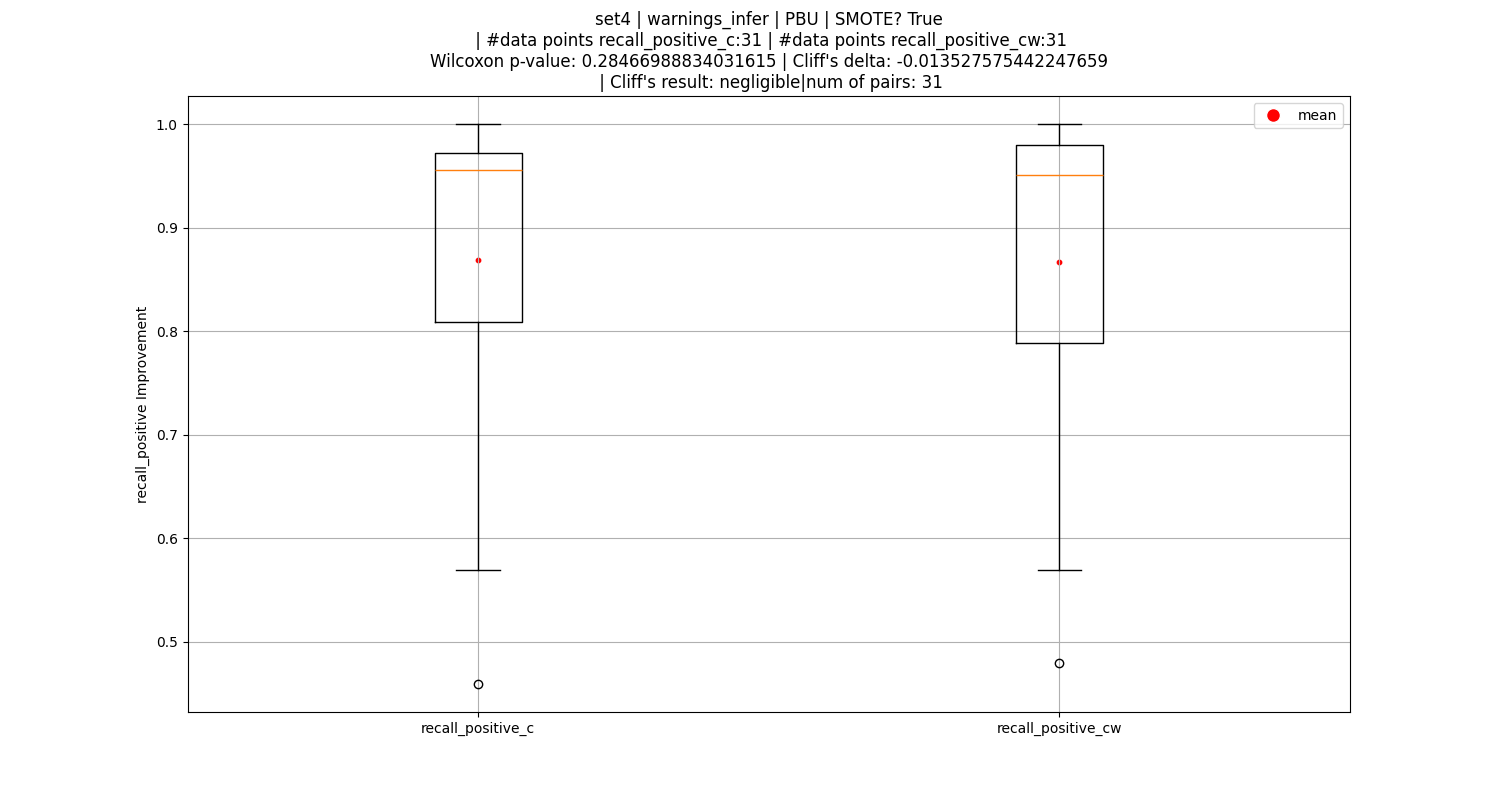 set4 | warnings_infer | PBU | SMOTE? True
| #data points recall_positive_c:31 | #data points recall_positive_cw:31
Wilcoxon p-value: 0.28466988834031615 | Cliff's delta: -0.013527575442247659
| Cliff's result: negligible|num of pairs: 31
mean
1.0
0.9
0.8
0.7
0.6
0.5
recall_positive Improvement
recall_positive_c
recall_positive_cw